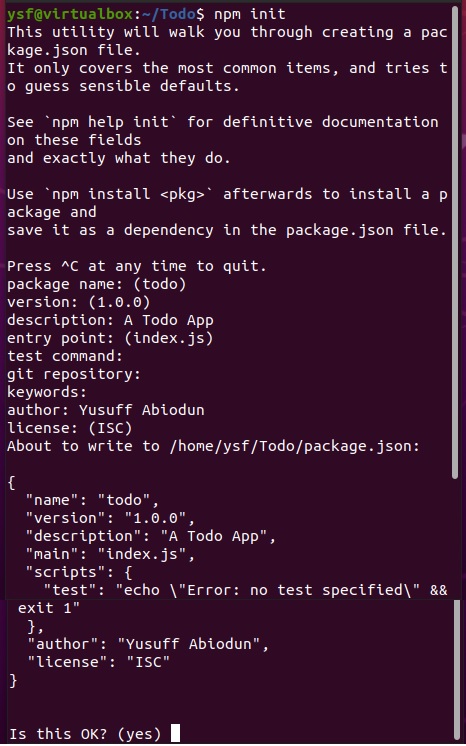 ysf@virtualbox:~/Todo$ npm init
This utility will walk you through creating a pac
kage.json file.
It only covers the most common items, and tries t
o guess sensible defaults.

See `npm help init` for definitive documentation
on these fields
and exactly what they do.

Use `npm install <pkg>` afterwards to install a p
ackage and
save it as a dependency in the package.json file.

Press ^C at any time to quit.
package name: (todo)
version: (1.0.0)
description: A Todo App
entry point: (index.js)
test command:
git repository:
keywords:
author: Yusuff Abiodun
license: (ISC)
About to write to /home/ysf/Todo/package.json:

{
  "name": "todo",
  "version": "1.0.0",
  "description": "A Todo App",
  "main": "index.js",
  "scripts": {
    "test": "echo \"Error: no test specified\" &&
 exit 1"
  },
  "author": "Yusuff Abiodun",
  "license": "ISC"
}


Is this OK? (yes)